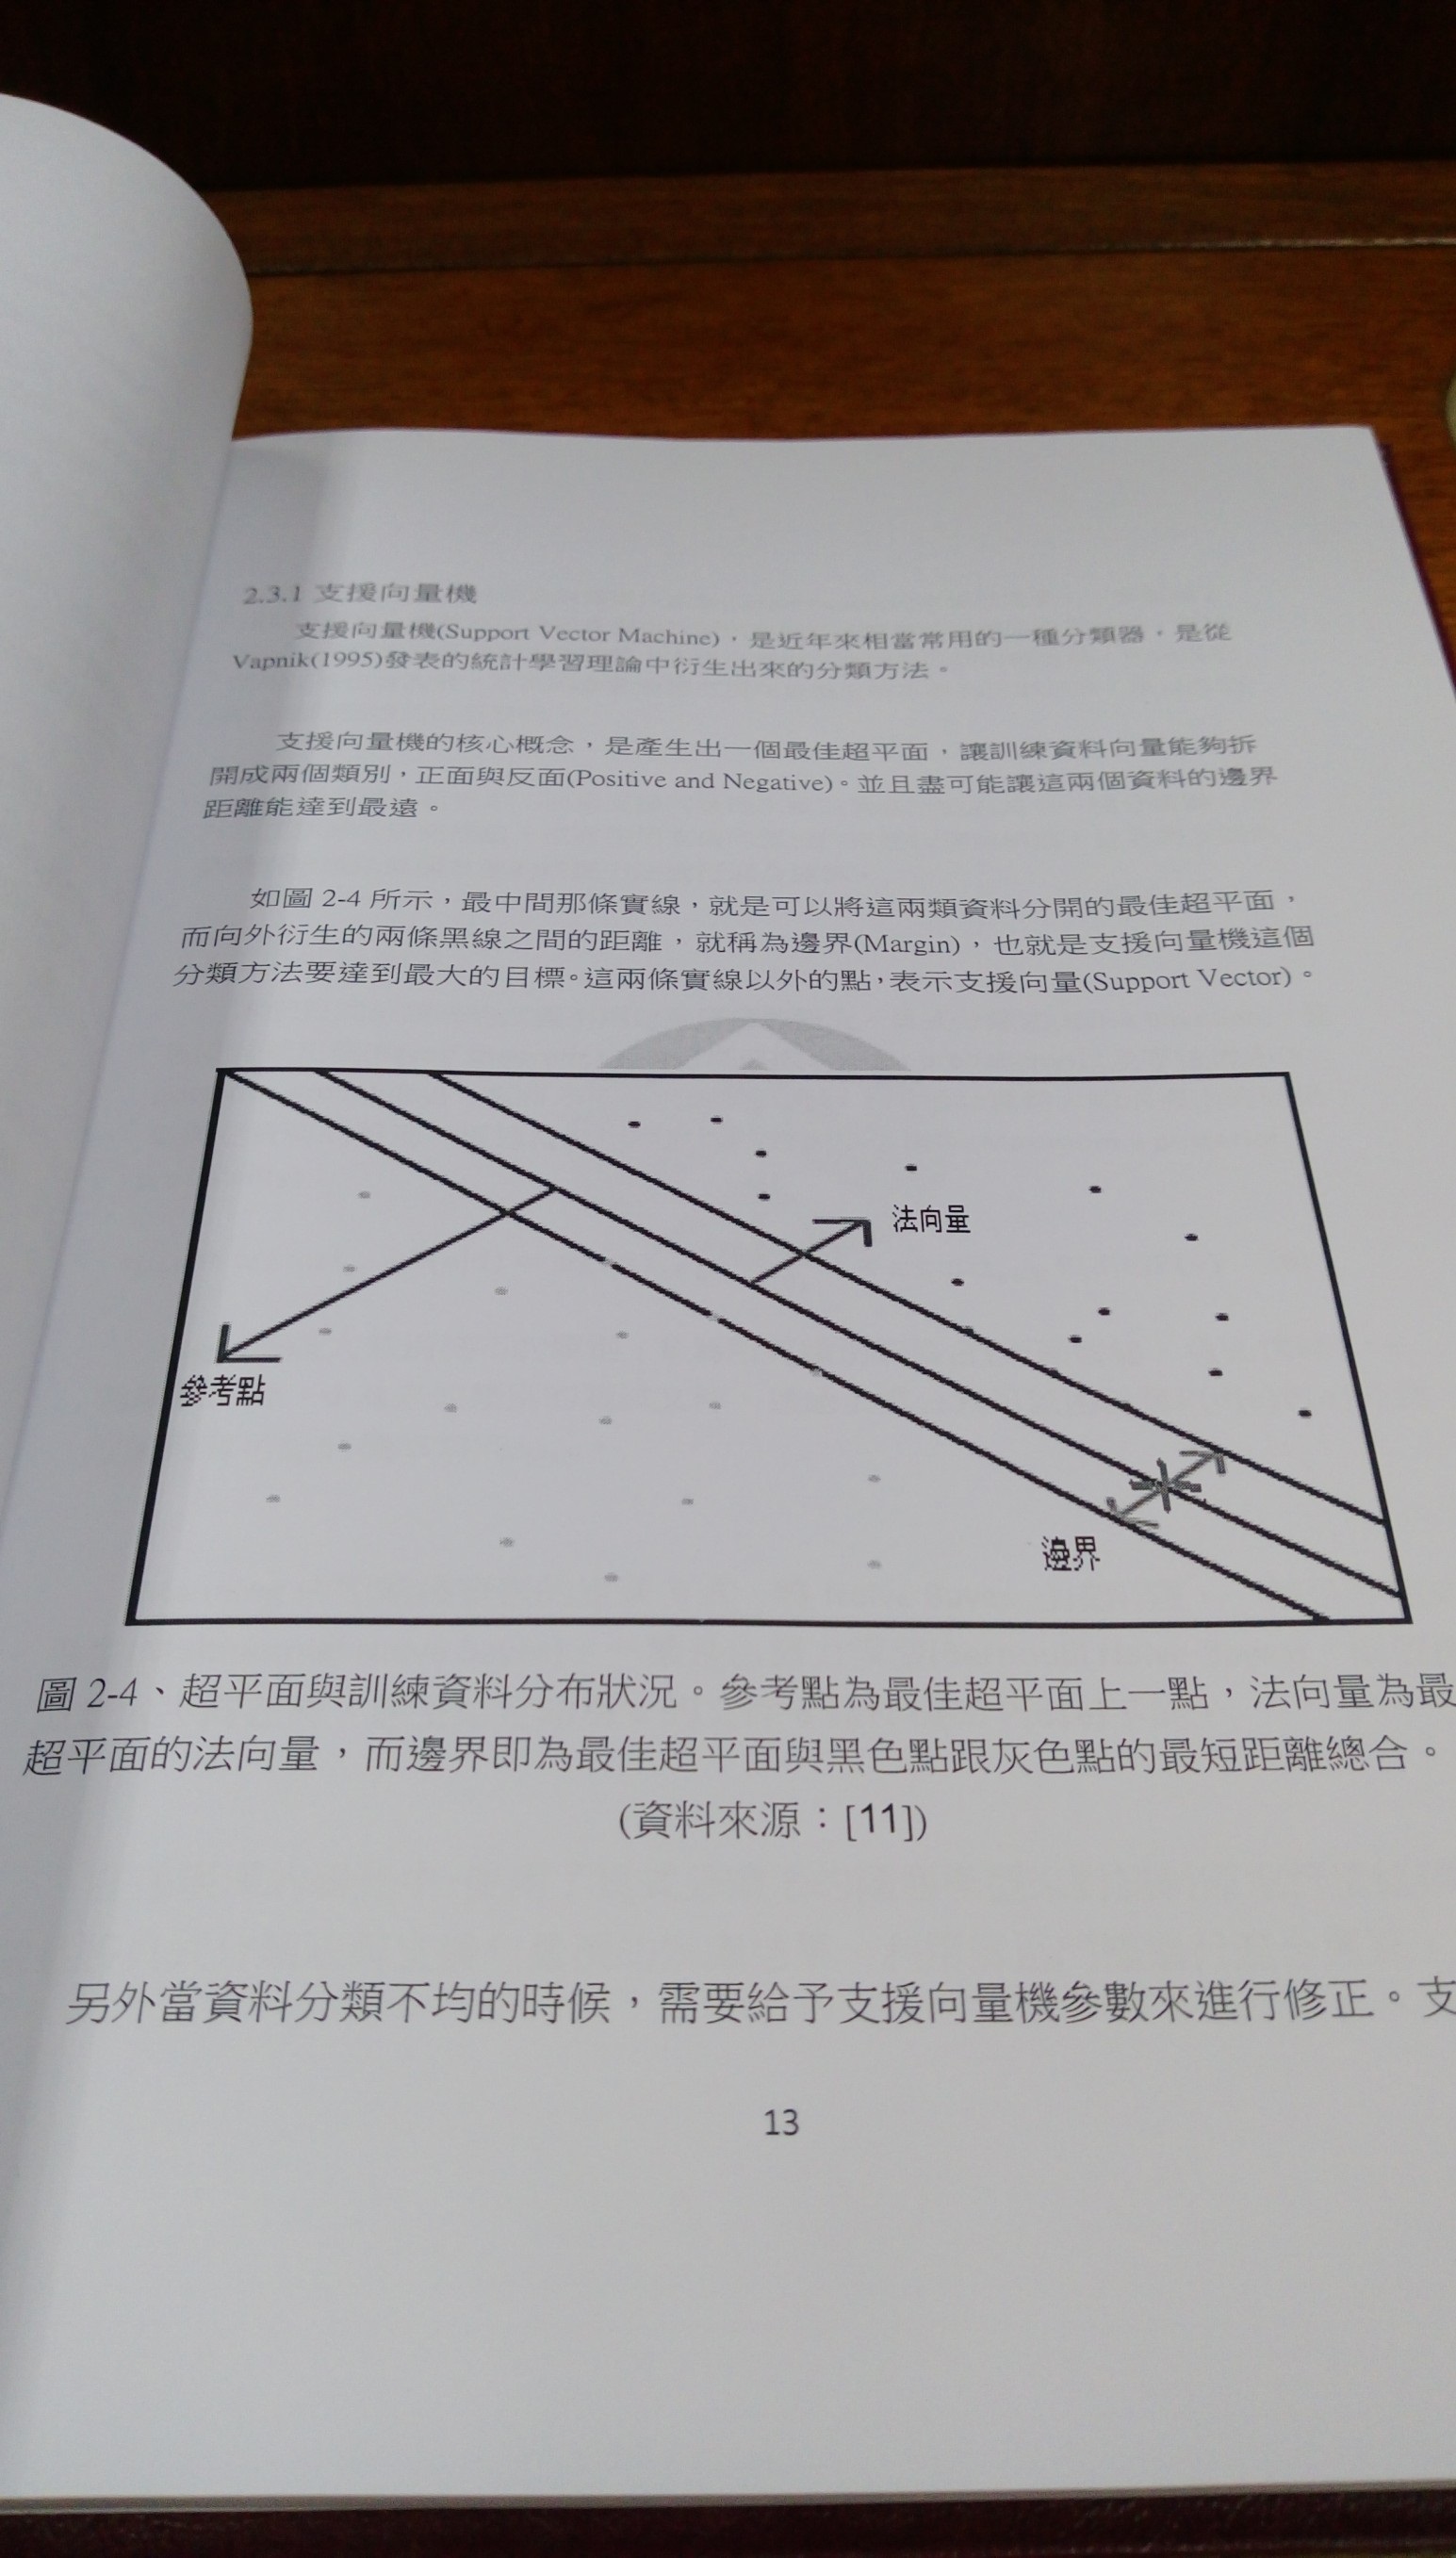 2.3.1 支援向量機
支援向量機(Support Vector Machine)，是近年來相當常用的一種分類器，是從
Vapnik(1995)發表的統計學習理論中衍生出來的分類方法。
支援向量機的核心概念，是產生出一個最佳超平面，讓訓練資料向量能夠拆
開成兩個類別，正面與反面(Positive and Negative)。並且盡可能讓這兩個資料的邊界
距離能達到最遠。
如圖 2-4 所示，最中間那條實線，就是可以將這兩類資料分開的最佳超平面，
而向外衍生的兩條黑線之間的距離，就稱為邊界(Margin)，也就是支援向量機這個
分類方法要達到最大的目標。這兩條實線以外的點，表示支援向量(Support Vector)。
法向量
參考點
邊界
圖 2-4、超平面與訓練資料分布狀況。參考點為最佳超平面上一點，法向量為最
超平面的法向量，而邊界即為最佳超平面與黑色點跟灰色點的最短距離總合。
(資料來源：[11])
另外當資料分類不均的時候，需要給予支援向量機參數來進行修正。支
13